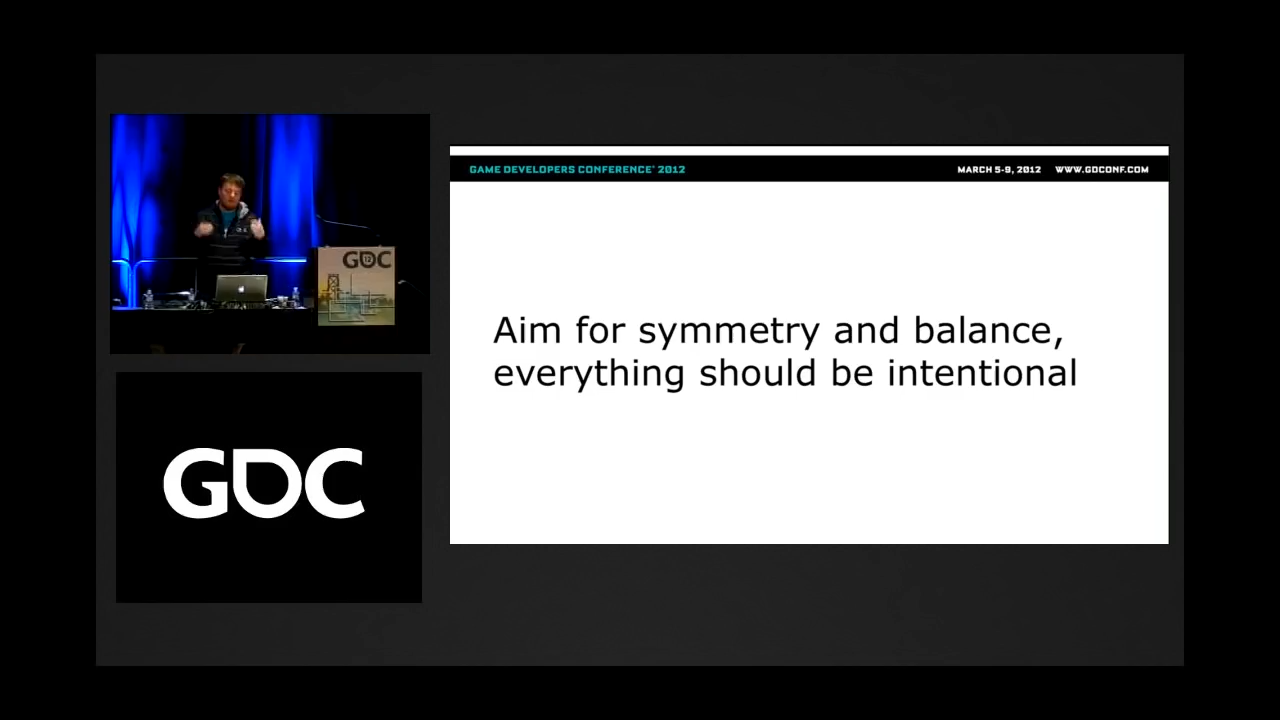 GAME DEVELOPERS CONFERENCE® 2012
MARCH 5-9, 2012 WWW.GDCONF.COM
GDC
12
Aim for symmetry and balance,
everything should be intentional
GDC